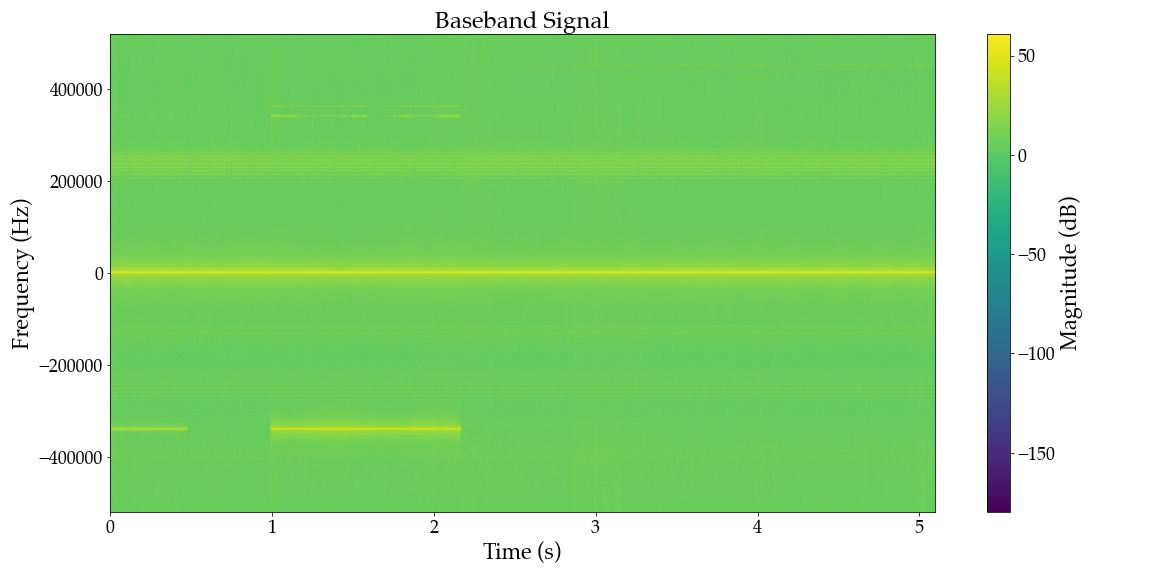 Baseband Signal
Frequency (Hz)
400000
200000
0
−200000
−400000
0 1 2 3 4 5
Time (s)
50
0
−50
−100
−150
Magnitude (dB)